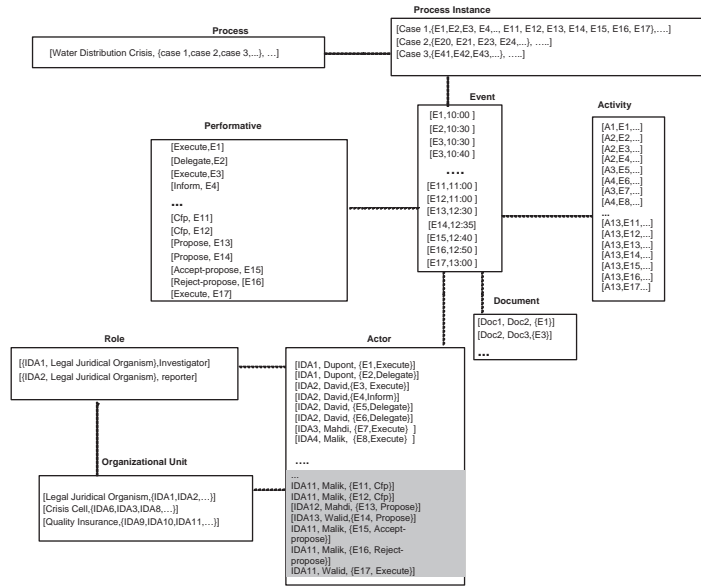 Process Instance
[Case 1,{E1,E2,E3, E4,.., E11, E12, E13, E14, E15, E16, E17},....]
[Case 2,{E20, E21, E23, E24,...}, .....]
[Case 3,{E41,E42,E43,...}, .....]
Process
[Water Distribution Crisis, {case 1,case 2,case 3,...}, ...]
Event
[E1,10:00 ]
[E2,10:30 ]
[E3,10:30 ]
[E3,10:40 ]
....
[E11,11:00 ]
[E12,11:00 ]
[E13,12:30 ]
[E14,12:35]
[E15,12:40 ]
[E16,12:50 ]
[E17,13:00 ]
Activity
[A1,E1,...]
[A2,E2,...]
[A2,E3,...]
[A2,E4,...]
[A3,E5,...]
[A4,E6,...]
[A3,E7,...]
[A4,E8,...]
...
[A13,E11,...]
[A13,E12,...]
[A13,E13,...]
[A13,E14,...]
[A13,E15,...]
[A13,E16,...]
[A13,E17...]
Performative
[Execute,E1]
[Delegate,E2]
[Execute,E3]
[Inform, E4]
...
[Cfp, E11]
[Cfp, E12]
[Propose, E13]
[Propose, E14]
[Accept-propose, E15]
[Reject-propose, [E16]
[Execute, E17]
Document
[Doc1, Doc2, {E1}]
[Doc2, Doc3,{E3}]
...
Role
[{IDA1, Legal Juridical Organism},Investigator]
[{IDA2, Legal Juridical Organism}, reporter]
Actor
[IDA1, Dupont, {E1,Execute}]
[IDA1, Dupont, {E2,Delegate}]
[IDA2, David,{E3, Execute}]
[IDA2, David,{E4,Inform}]
[IDA2, David, {E5,Delegate}]
[IDA2, David, {E6,Delegate}]
[IDA3, Mahdi, {E7,Execute} ]
[IDA4, Malik, {E8,Execute} ]
....
...
IDA11, Malik, {E11, Cfp}]
IDA11, Malik, {E12, Cfp}]
[IDA12, Mahdi, {E13, Propose}]
[IDA13, Walid,{E14, Propose}]
IDA11, Malik, {E15, Accept-
propose}]
IDA11, Malik, {E16, Reject-
propose}]
IDA11, Walid, {E17, Execute}]
Organizational Unit
[Legal Juridical Organism,{IDA1,IDA2,...}]
[Crisis Cell,{IDA6,IDA3,IDA8,...}]
[Quality Insurance,{IDA9,IDA10,IDA11,...}]